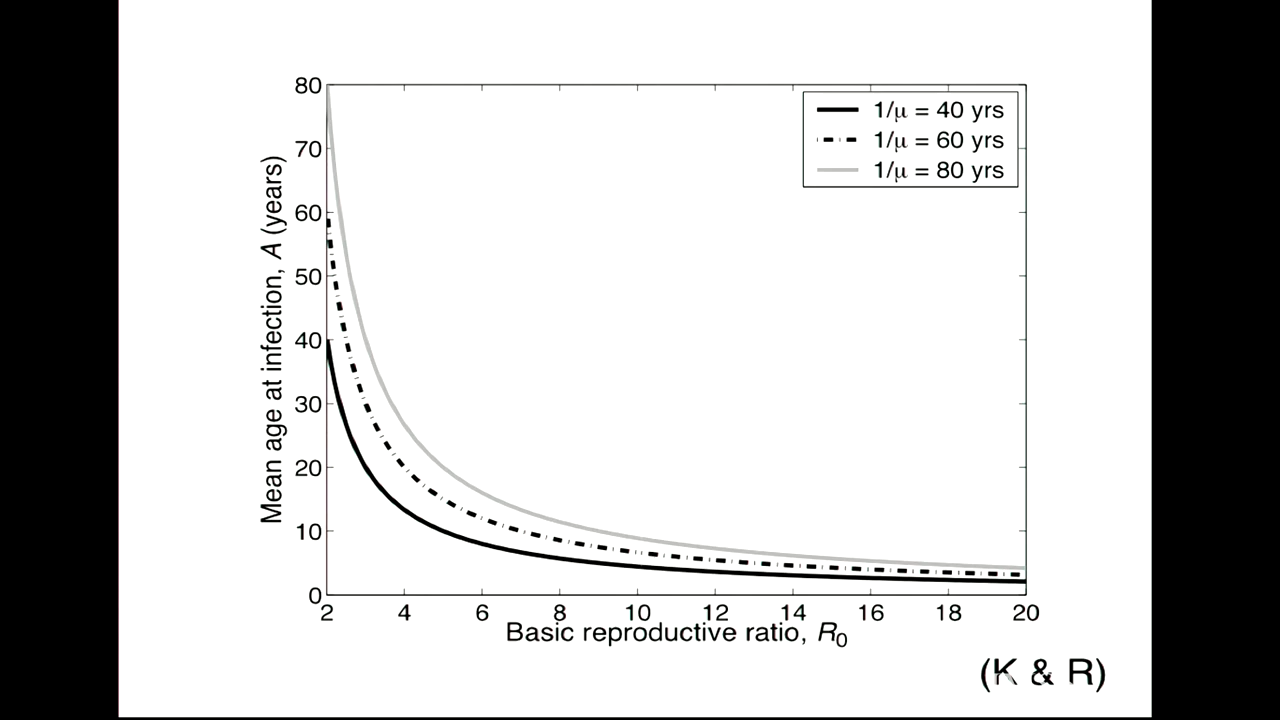 80
70
60
50
40
30
20
10
0
Mean age at infection, A (years)
1/μ = 40 yrs
1/μ = 60 yrs
1/μ = 80 yrs
2 4 6 8 10 12 14 16 18 20
Basic reproductive ratio, R0
(K & R)